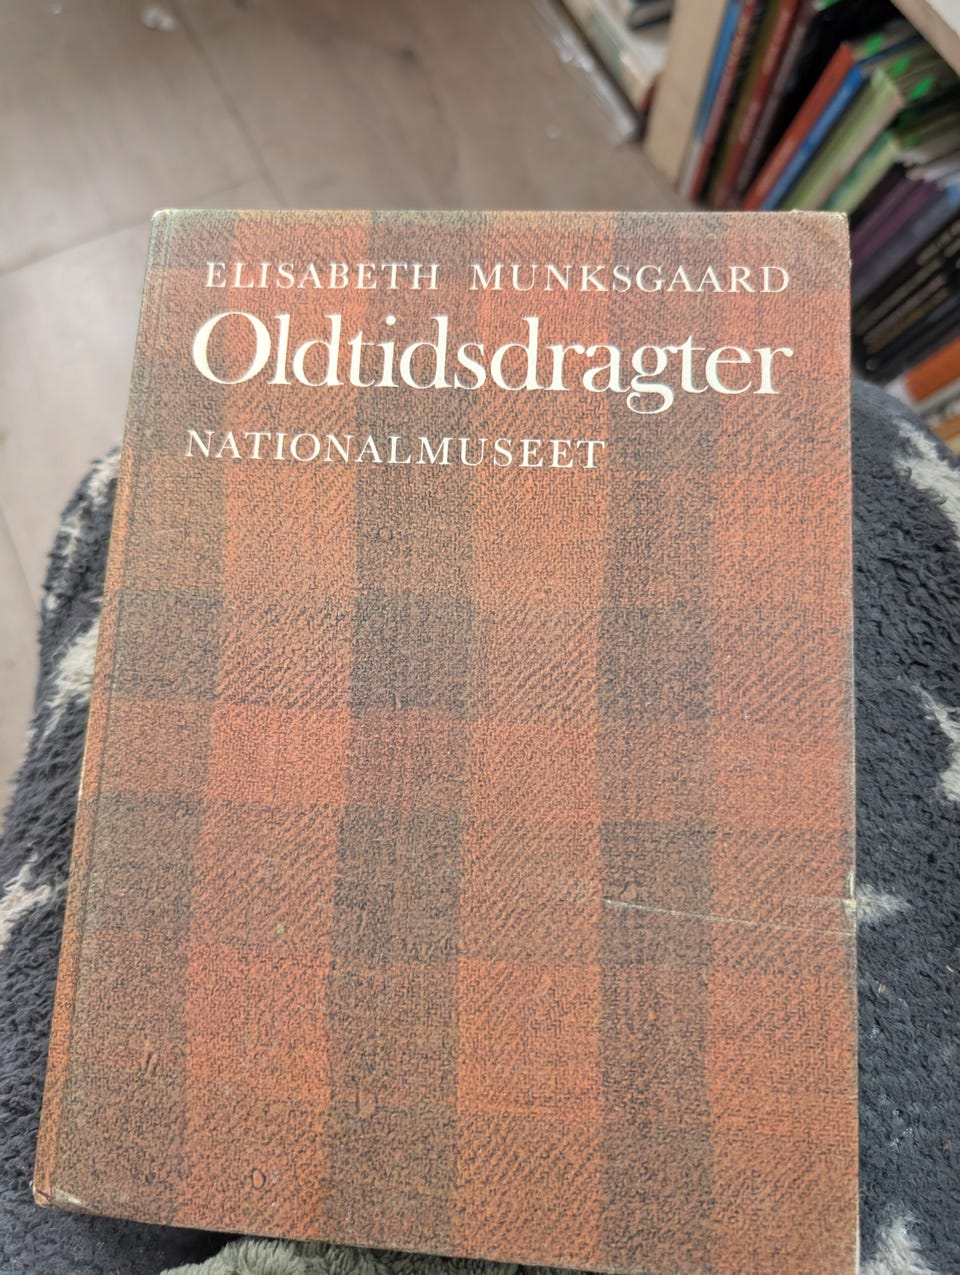 ELISABETH MUNKSGAARD
Oldtidsdragter
NATIONALMUSEET